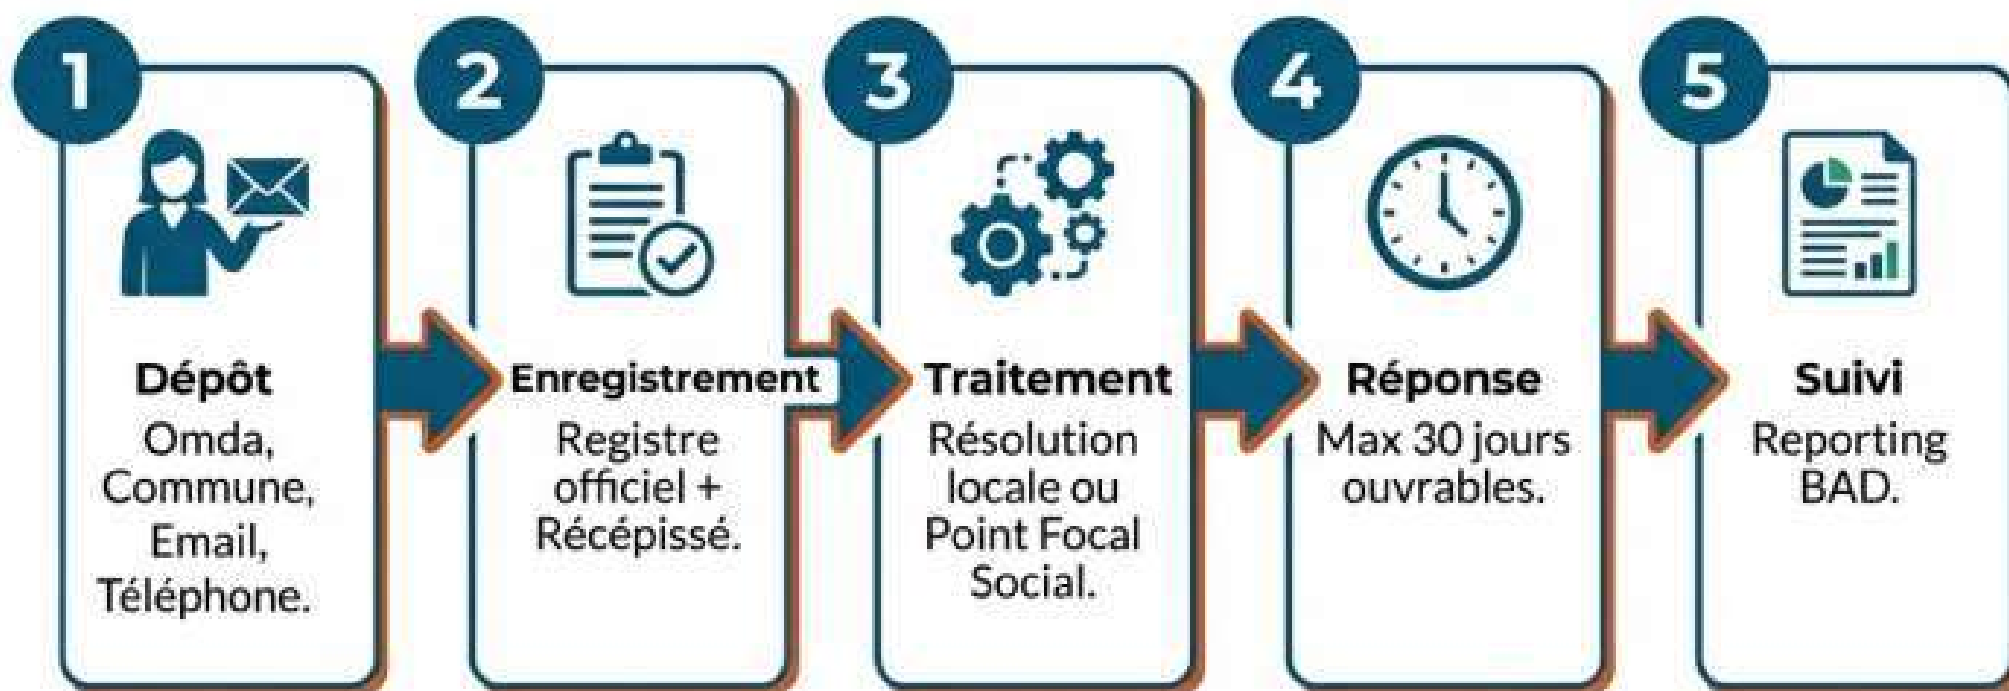 1
Dépôt
Omda,
Commune,
Email,
Téléphone.
2
Enregistrement
Registre
officiel +
Récépissé.
3
Traitement
Résolution
locale ou
Point Focal
Social.
4
Réponse
Max 30 jours
ouvrables.
5
Suivi
Reporting
BAD.